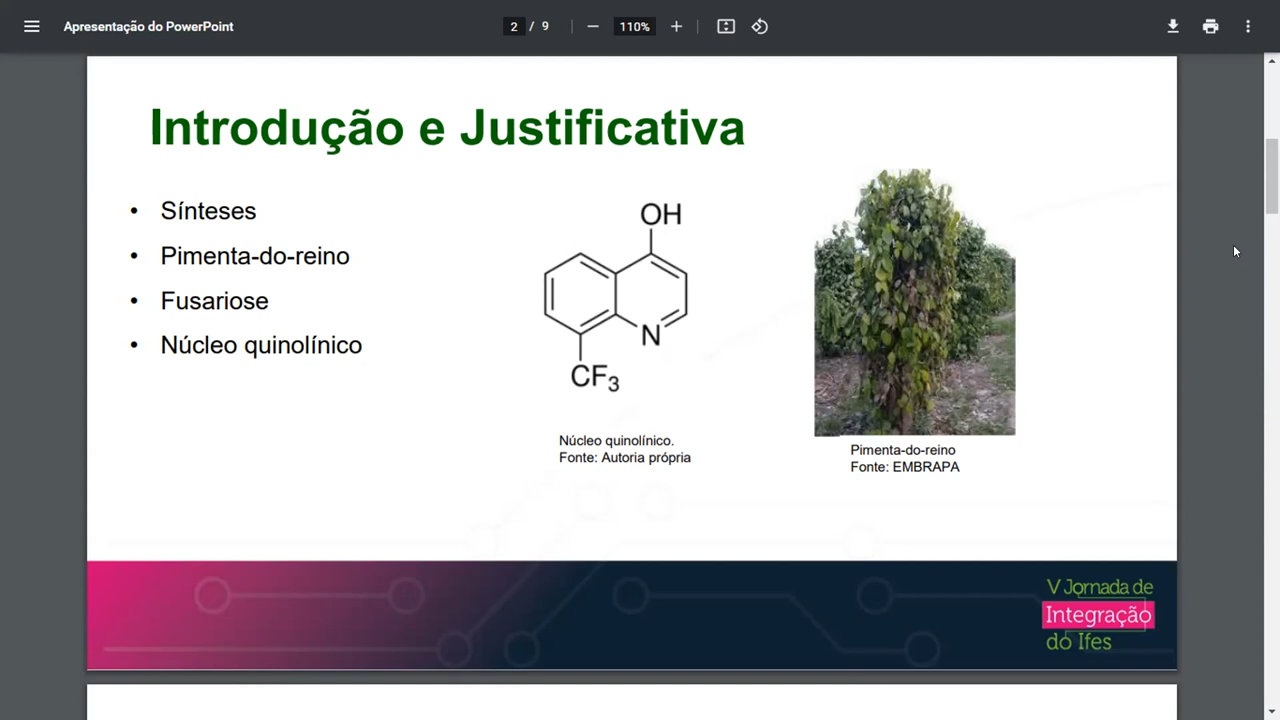 Apresentação do PowerPoint
2 / 9
110%
Introdução e Justificativa
• Sínteses
• Pimenta-do-reino
• Fusariose
• Núcleo quinolínico
OH
N
CF₃
Núcleo quinolínico.
Fonte: Autoria própria
Pimenta-do-reino
Fonte: EMBRAPA
V Jornada de
Integração
do Ifes